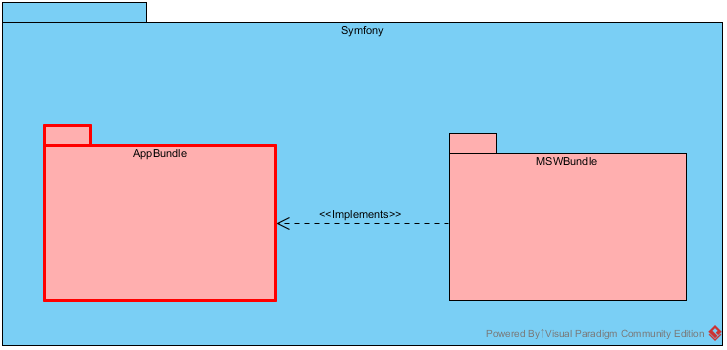 Symfony
AppBundle
MSWBundle
<<Implements>>
Powered By Visual Paradigm Community Edition